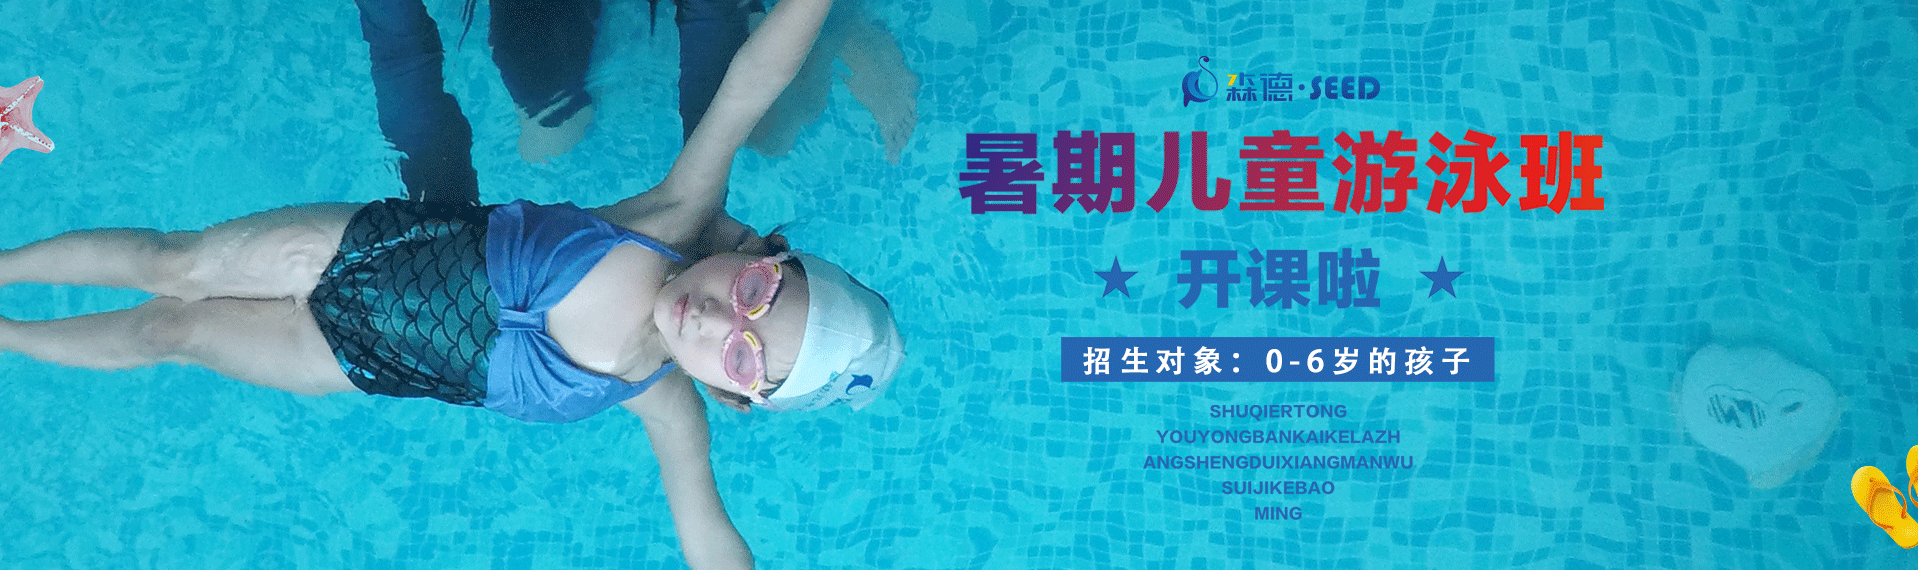 森德·SEED
暑期儿童游泳班
★ 开课啦 ★
招生对象：0-6岁的孩子
SHUQIERTONG
YOUYONGBANKAIKELAZH
ANGSHENGDUIXIANGMANWU
SUIJIKEBAO
MING